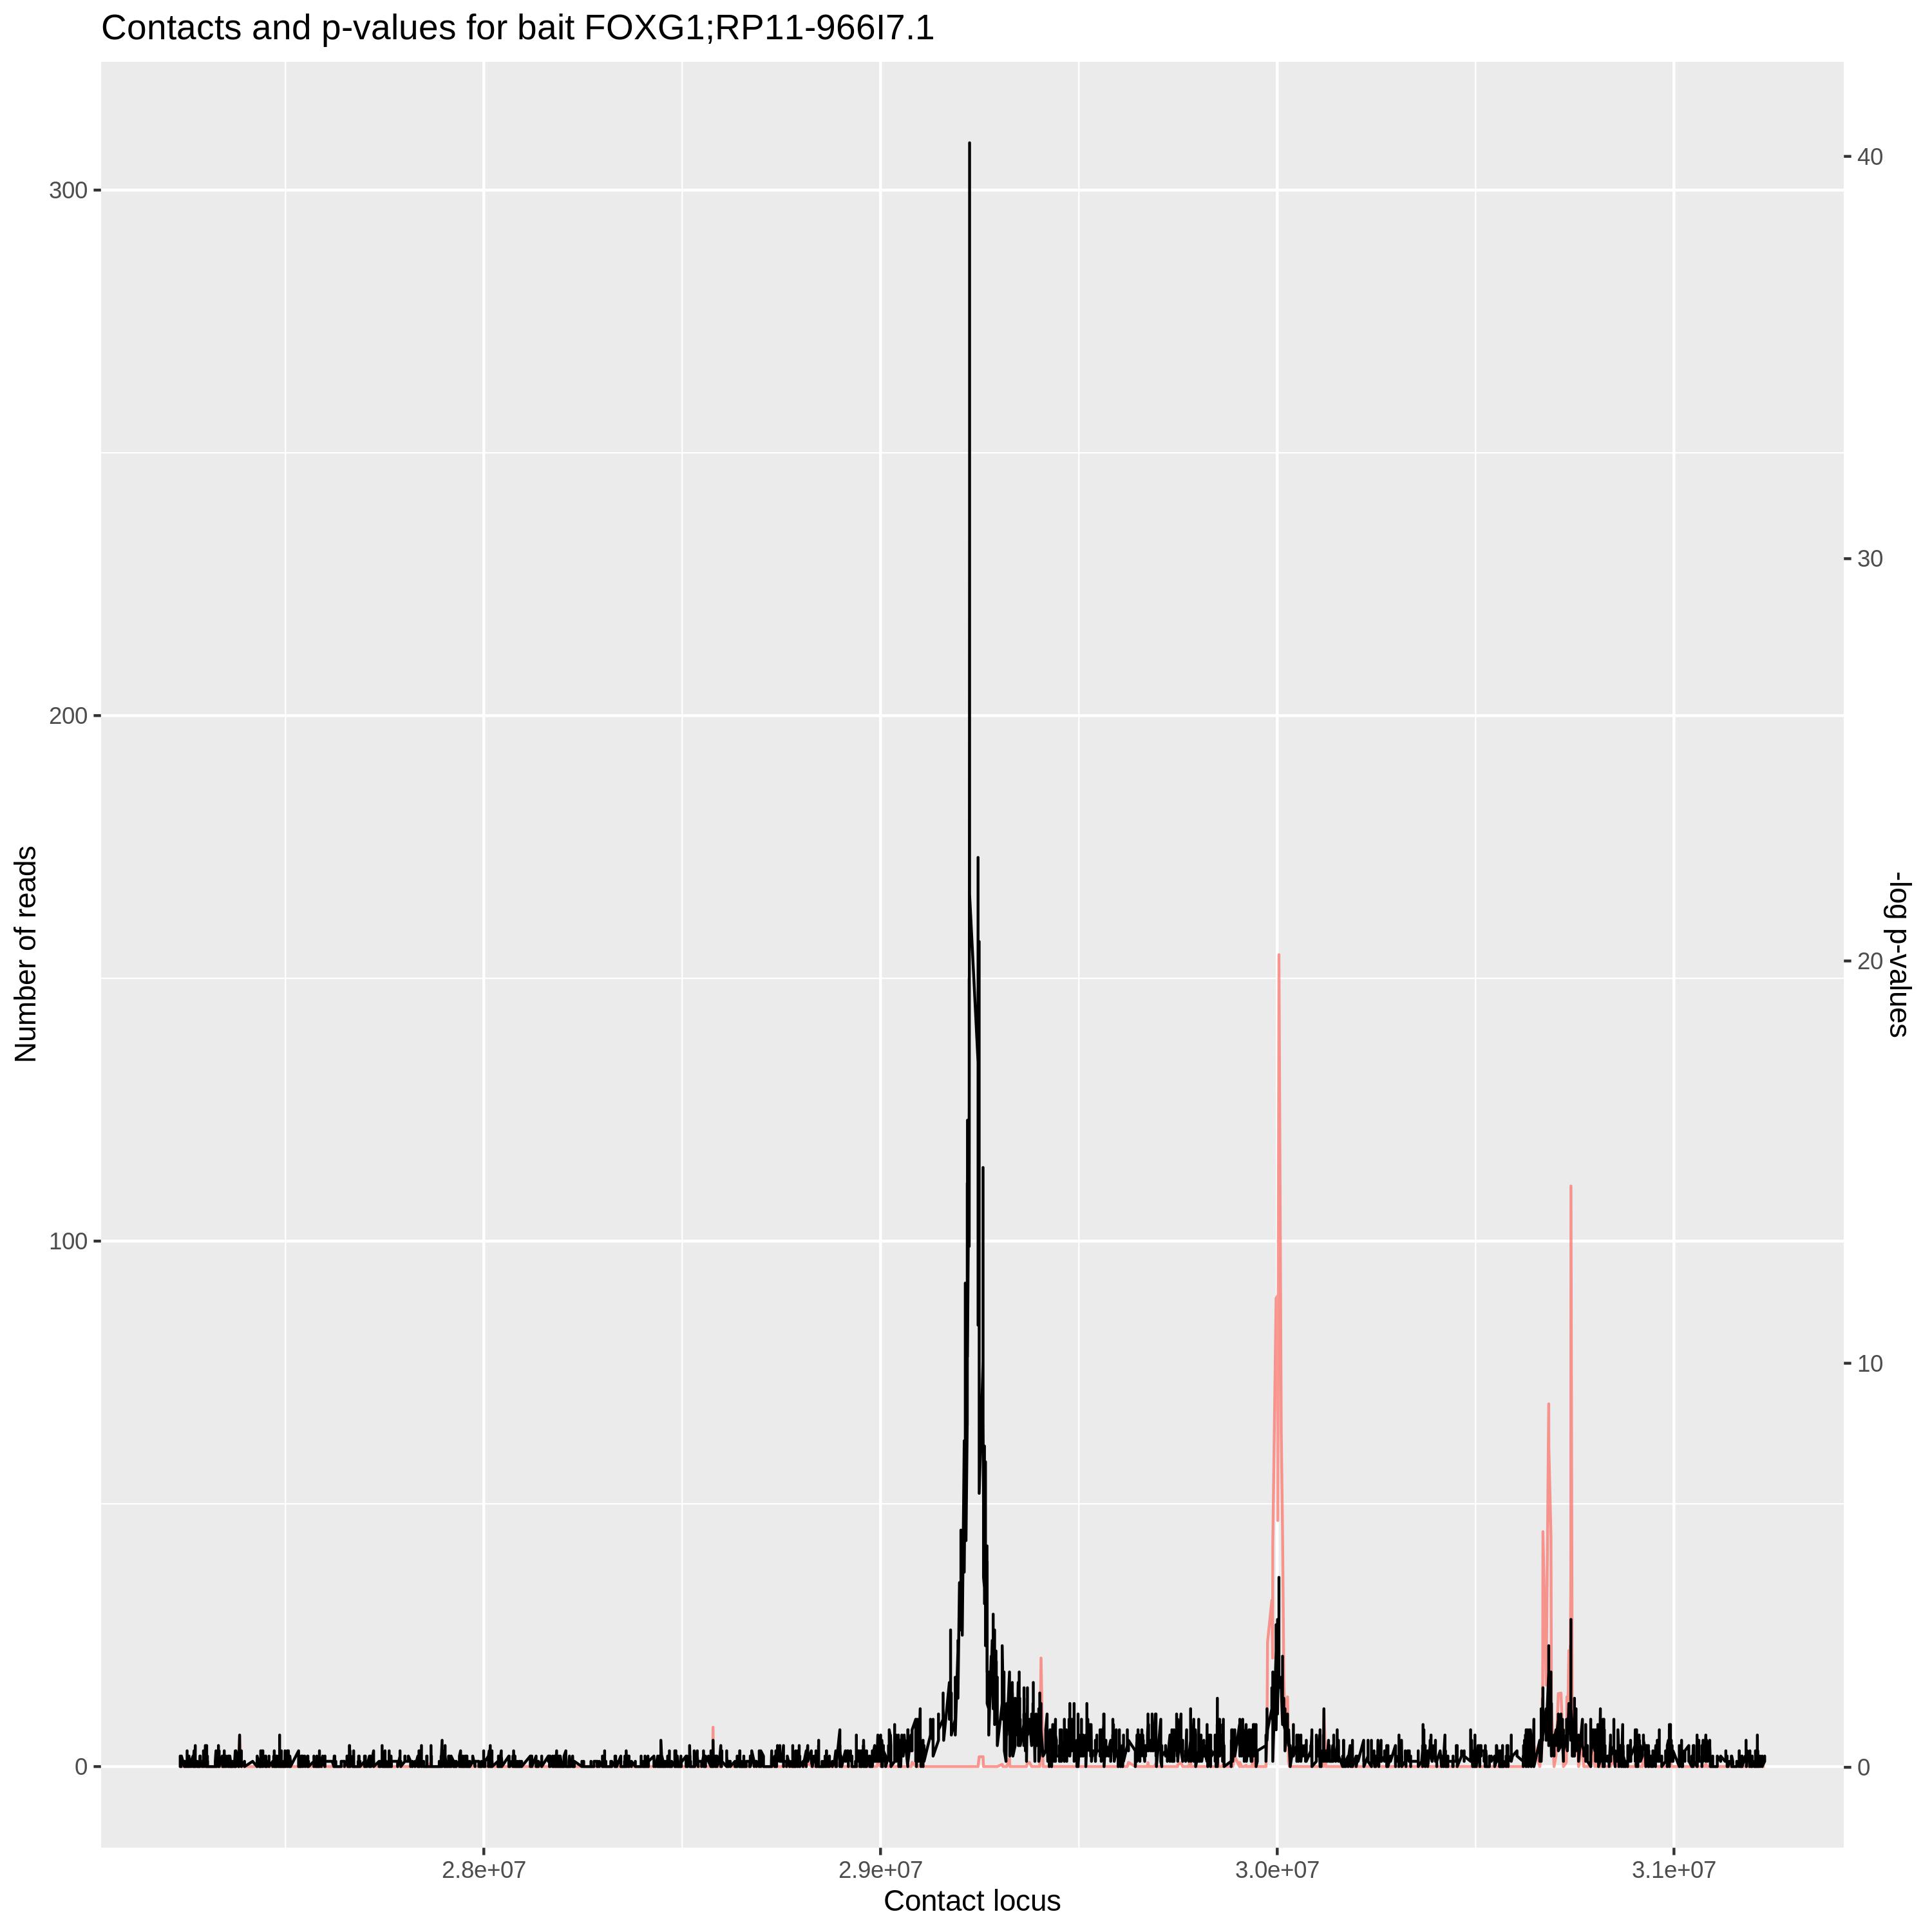 Contacts and p-values for bait FOXG1;RP11-966I7.1
300
200
100
0
Number of reads
40
30
20
10
0
-log p-values
2.8e+07
2.9e+07
3.0e+07
3.1e+07
Contact locus